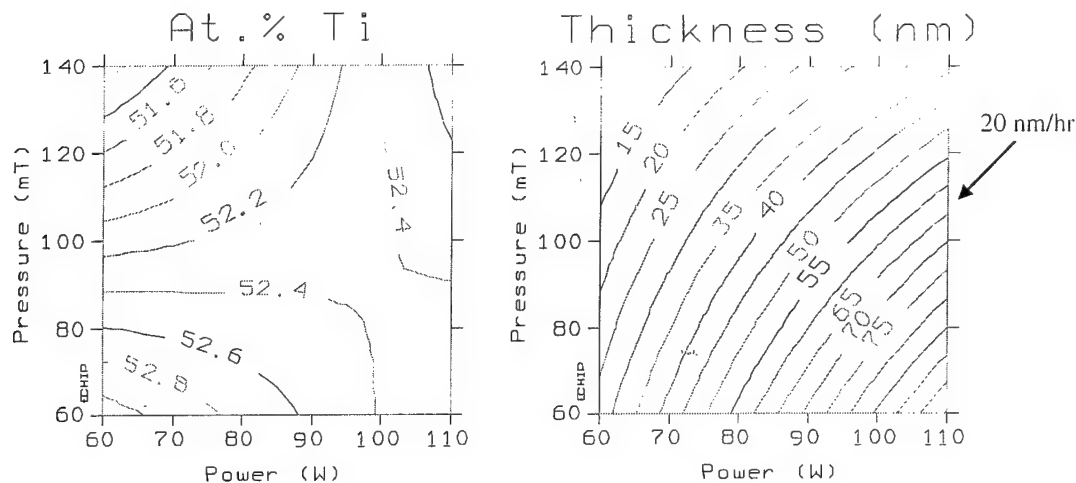 At.% Ti
140
120
100
80
60
Pressure (mT)
51.6
51.8
52.0
52.2
52.4
52.4
52.6
52.8
ECHIP
60 70 80 90 100 110
Power (W)
Thickness (nm)
140
120
100
80
60
Pressure (mT)
15
20
25
35
40
50
55
65
70
75
ECHIP
60 70 80 90 100 110
Power (W)
20 nm/hr